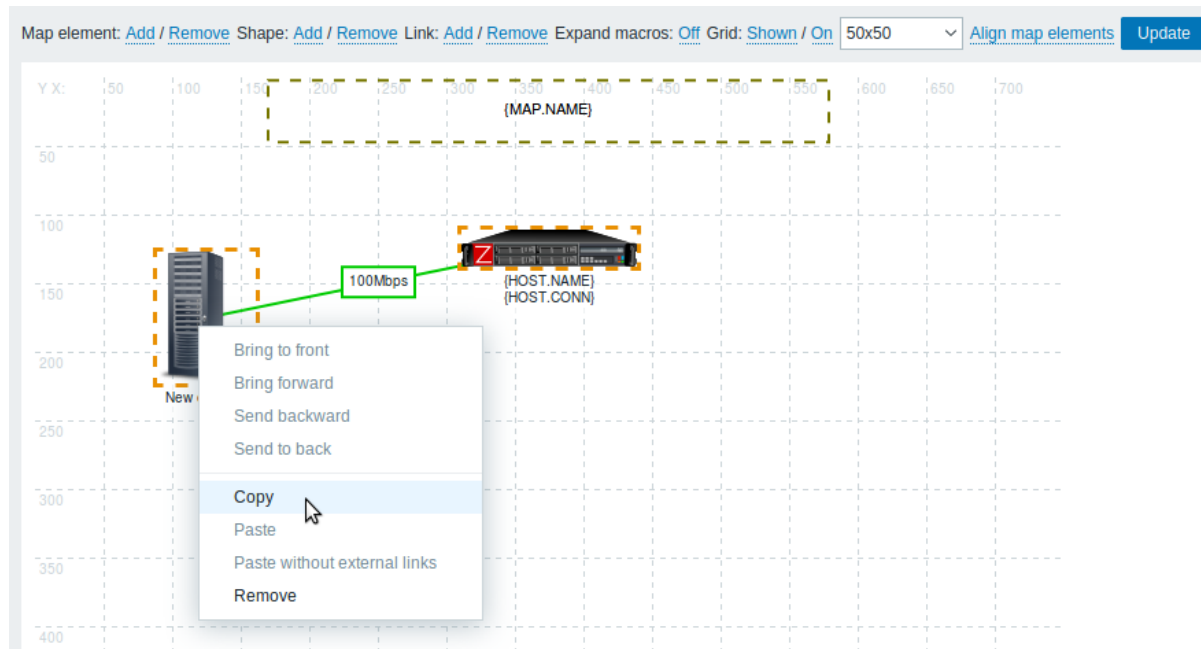 Map element: Add / Remove Shape: Add / Remove Link: Add / Remove Expand macros: Off Grid: Shown / On 50x50 Align map elements Update
Y X: 50 100 150 200 250 300 350 400 450 500 550 600 650 700
{MAP.NAME}
50
100
Z
100Mbps
{HOST.NAME}
150
{HOST.CONN}
Bring to front
200
Bring forward
New
Send backward
250
Send to back
Copy
300
Paste
Paste without external links
350
Remove
400